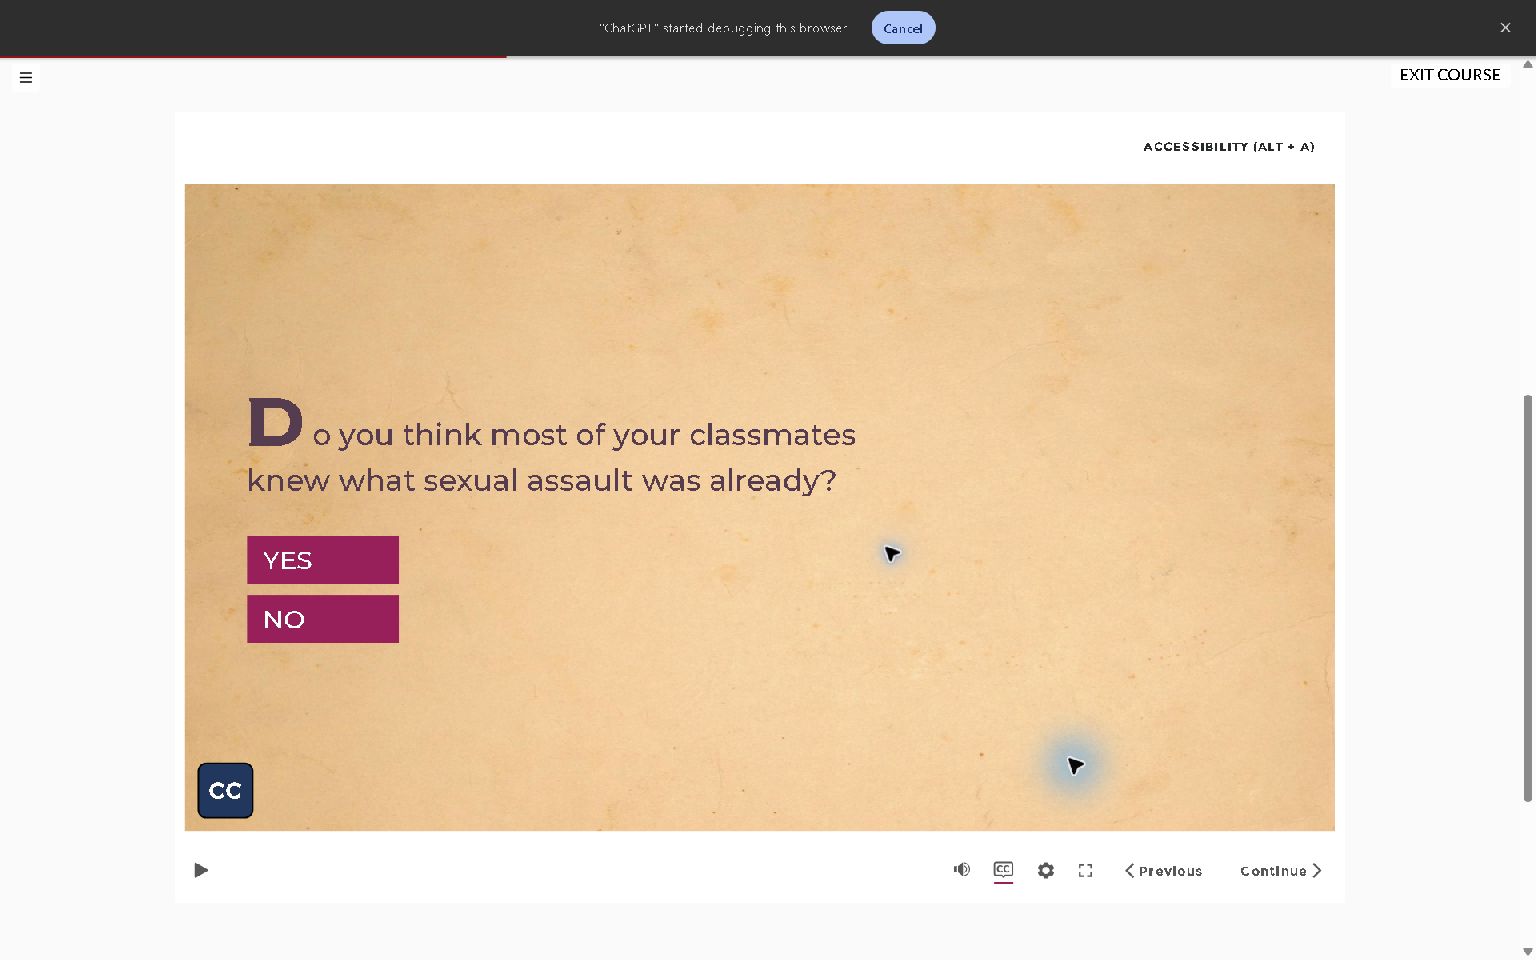 "ChatGPT" started debugging this browser
Cancel
EXIT COURSE
ACCESSIBILITY (ALT + A)
Do you think most of your classmates
knew what sexual assault was already?
YES
NO
CC
CC
Previous
Continue